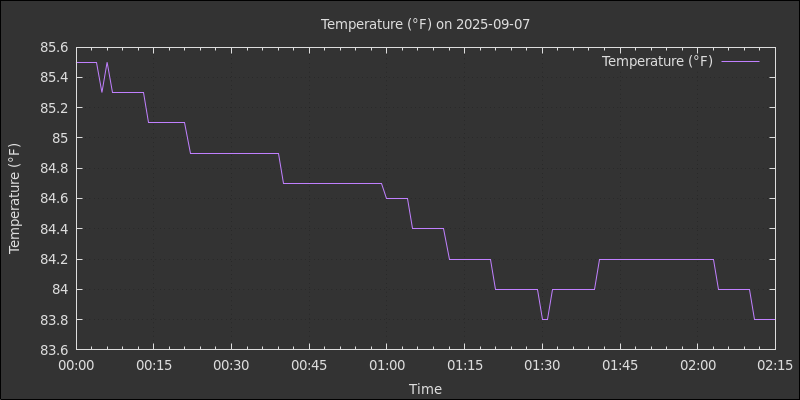 Temperature (°F) on 2025-09-07
Temperature (°F)
Temperature (°F)
85.6
85.4
85.2
85
84.8
84.6
84.4
84.2
84
83.8
83.6
00:00 00:15 00:30 00:45 01:00 01:15 01:30 01:45 02:00 02:15
Time